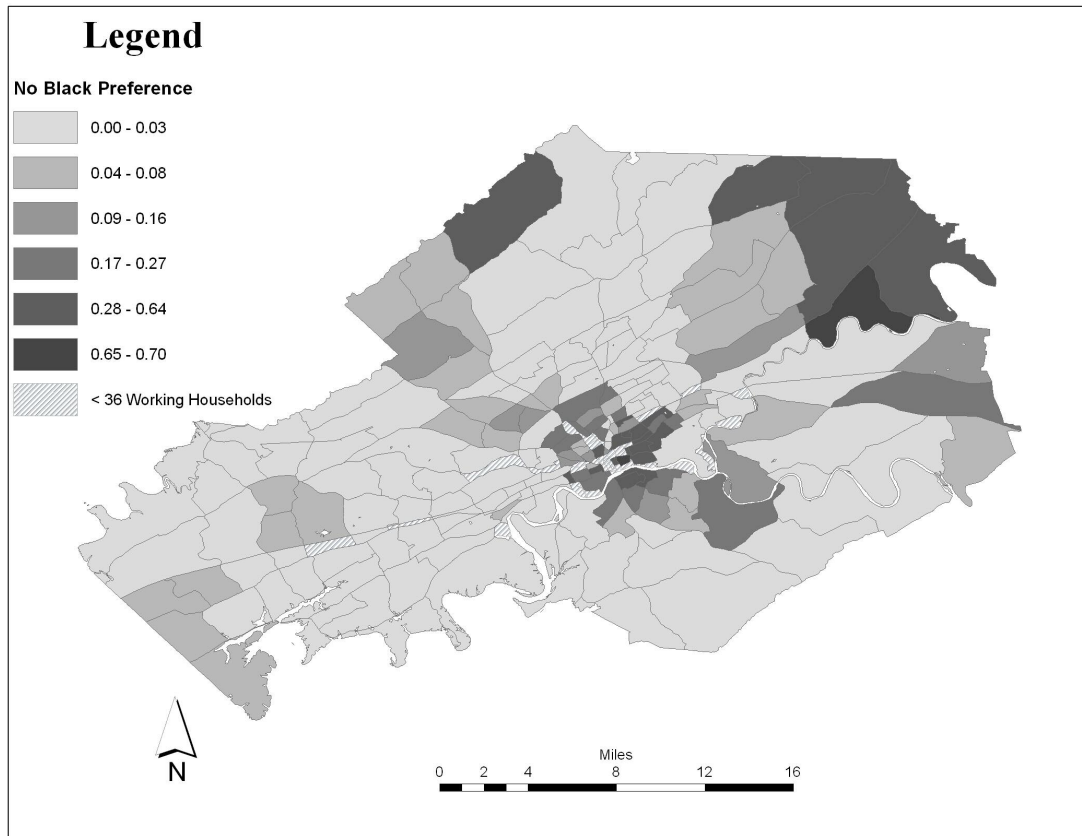 Legend
No Black Preference
0.00 - 0.03
0.04 - 0.08
0.09 - 0.16
0.17 - 0.27
0.28 - 0.64
0.65 - 0.70
< 36 Working Households
N
Miles
0 2 4 8 12 16